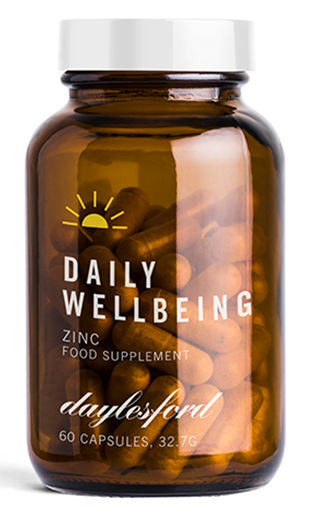 DAILY
WELLBEING
ZINC
FOOD SUPPLEMENT
daylesford
60 CAPSULES, 32.7G